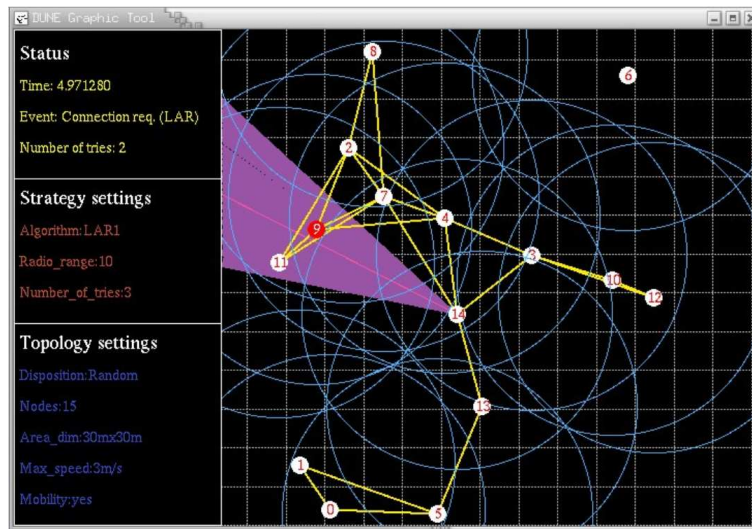 DUNE Graphic Tool
Status
Time: 4.971280
Event: Connection req. (LAR)
Number of tries: 2
Strategy settings
Algorithm:LAR1
Radio_range:10
Number_of_tries:3
Topology settings
Disposition:Random
Nodes:15
Area_dim:30mx30m
Max_speed:3m/s
Mobility:yes
8
6
2
7
4
9
11
3
10
12
14
13
1
0
5